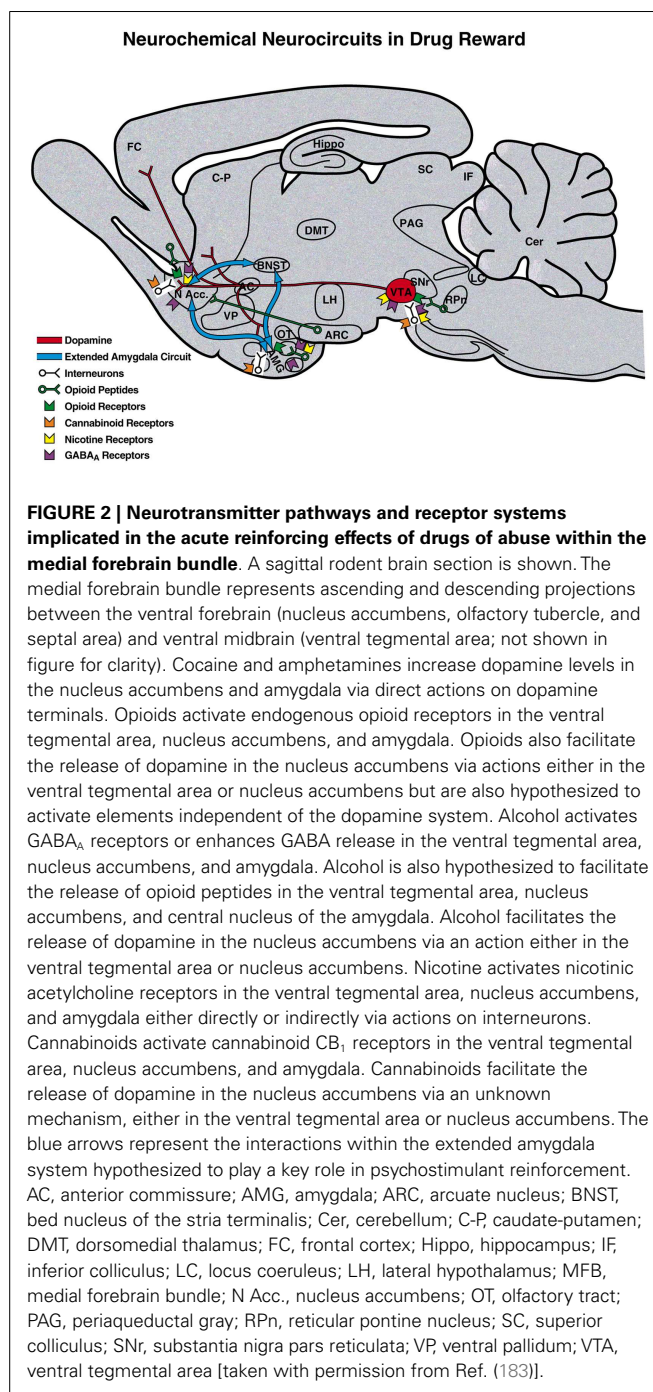 Neurochemical Neurocircuits in Drug Reward
FC
C-P
Hippo
SC
IF
DMT
PAG
Cer
BNST
LC
SNr
N Acc.
AC
VTA
RPn
VP
LH
OT
ARC
AMG
Dopamine
Extended Amygdala Circuit
Interneurons
Opioid Peptides
Opioid Receptors
Cannabinoid Receptors
Nicotine Receptors
GABAA Receptors
FIGURE 2 | Neurotransmitter pathways and receptor systems
implicated in the acute reinforcing effects of drugs of abuse within the
medial forebrain bundle. A sagittal rodent brain section is shown. The
medial forebrain bundle represents ascending and descending projections
between the ventral forebrain (nucleus accumbens, olfactory tubercle, and
septal area) and ventral midbrain (ventral tegmental area; not shown in
figure for clarity). Cocaine and amphetamines increase dopamine levels in
the nucleus accumbens and amygdala via direct actions on dopamine
terminals. Opioids activate endogenous opioid receptors in the ventral
tegmental area, nucleus accumbens, and amygdala. Opioids also facilitate
the release of dopamine in the nucleus accumbens via actions either in the
ventral tegmental area or nucleus accumbens but are also hypothesized to
activate elements independent of the dopamine system. Alcohol activates
GABAA receptors or enhances GABA release in the ventral tegmental area,
nucleus accumbens, and amygdala. Alcohol is also hypothesized to facilitate
the release of opioid peptides in the ventral tegmental area, nucleus
accumbens, and central nucleus of the amygdala. Alcohol facilitates the
release of dopamine in the nucleus accumbens via an action either in the
ventral tegmental area or nucleus accumbens. Nicotine activates nicotinic
acetylcholine receptors in the ventral tegmental area, nucleus accumbens,
and amygdala either directly or indirectly via actions on interneurons.
Cannabinoids activate cannabinoid CB1 receptors in the ventral tegmental
area, nucleus accumbens, and amygdala. Cannabinoids facilitate the
release of dopamine in the nucleus accumbens via an unknown
mechanism, either in the ventral tegmental area or nucleus accumbens. The
blue arrows represent the interactions within the extended amygdala
system hypothesized to play a key role in psychostimulant reinforcement.
AC, anterior commissure; AMG, amygdala; ARC, arcuate nucleus; BNST,
bed nucleus of the stria terminalis; Cer, cerebellum; C-P, caudate-putamen;
DMT, dorsomedial thalamus; FC, frontal cortex; Hippo, hippocampus; IF,
inferior colliculus; LC, locus coeruleus; LH, lateral hypothalamus; MFB,
medial forebrain bundle; N Acc., nucleus accumbens; OT, olfactory tract;
PAG, periaqueductal gray; RPn, reticular pontine nucleus; SC, superior
colliculus; SNr, substantia nigra pars reticulata; VP, ventral pallidum; VTA,
ventral tegmental area [taken with permission from Ref. (183)].